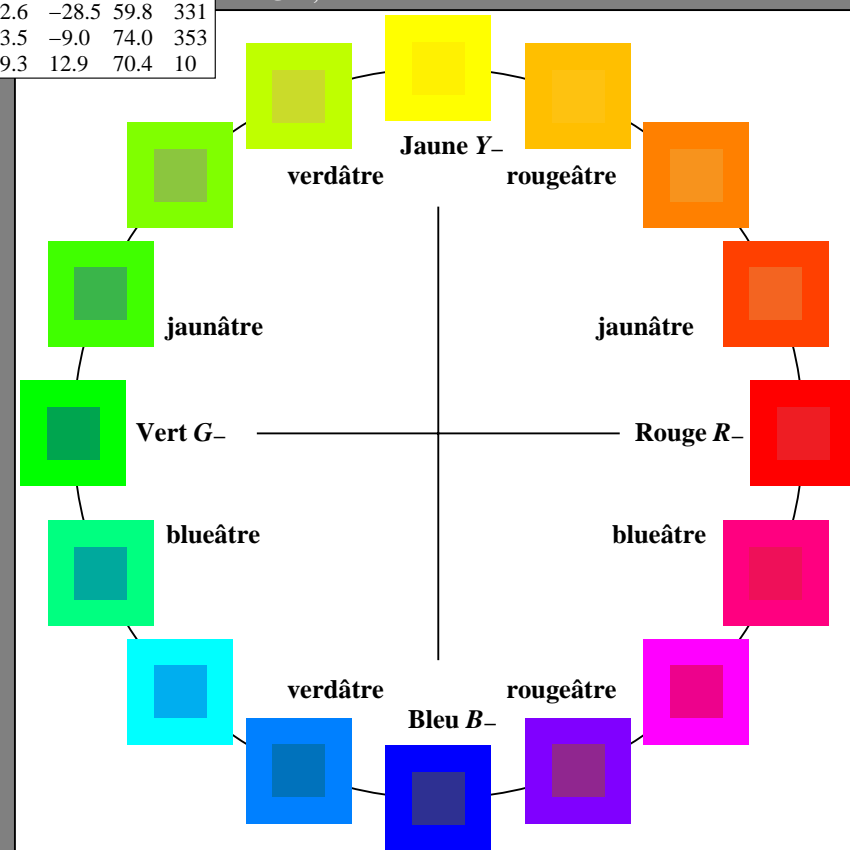 2.6 −28.5 59.8 331
3.5 −9.0 74.0 353
9.3 12.9 70.4 10
Jaune Y−
verdâtre rougeâtre
jaunâtre jaunâtre
Vert G− Rouge R−
blueâtre blueâtre
verdâtre rougeâtre
Bleu B−